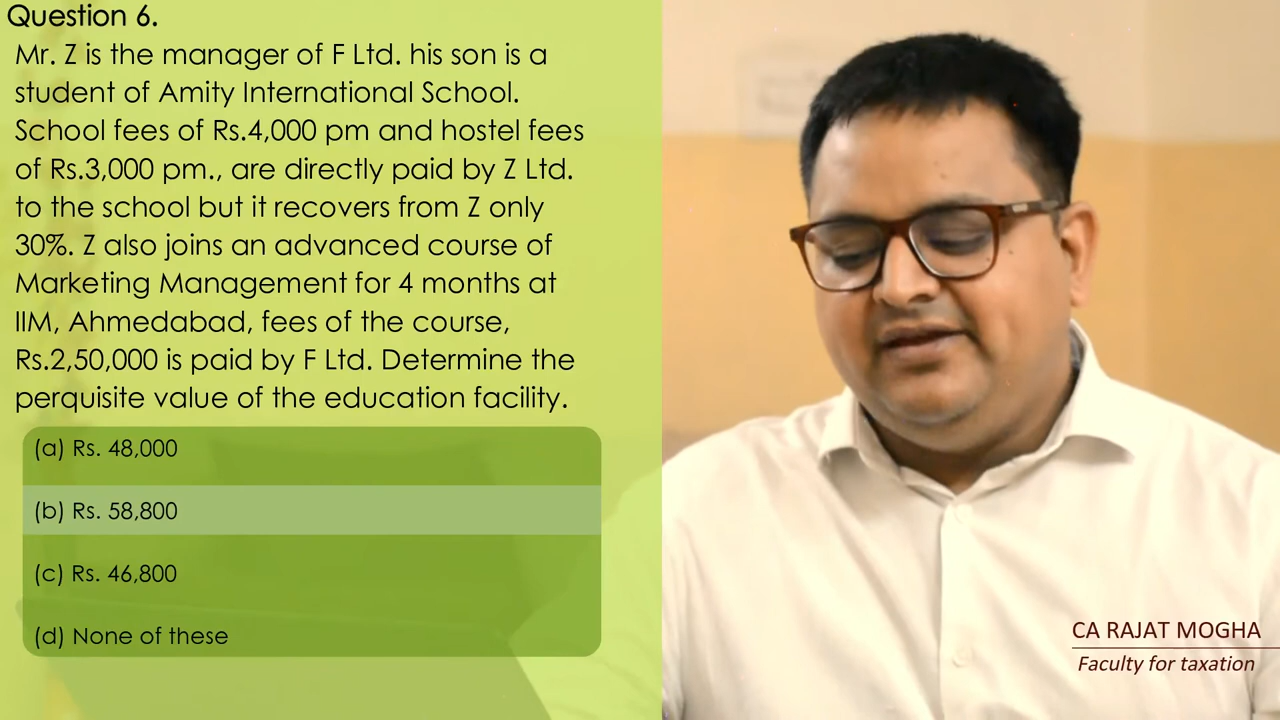 Question 6.
Mr. Z is the manager of F Ltd. his son is a
student of Amity International School.
School fees of Rs.4,000 pm and hostel fees
of Rs.3,000 pm., are directly paid by Z Ltd.
to the school but it recovers from Z only
30%. Z also joins an advanced course of
Marketing Management for 4 months at
IIM, Ahmedabad, fees of the course,
Rs.2,50,000 is paid by F Ltd. Determine the
perquisite value of the education facility.
(a) Rs. 48,000
(b) Rs. 58,800
(c) Rs. 46,800
(d) None of these
CA RAJAT MOGHA
Faculty for taxation